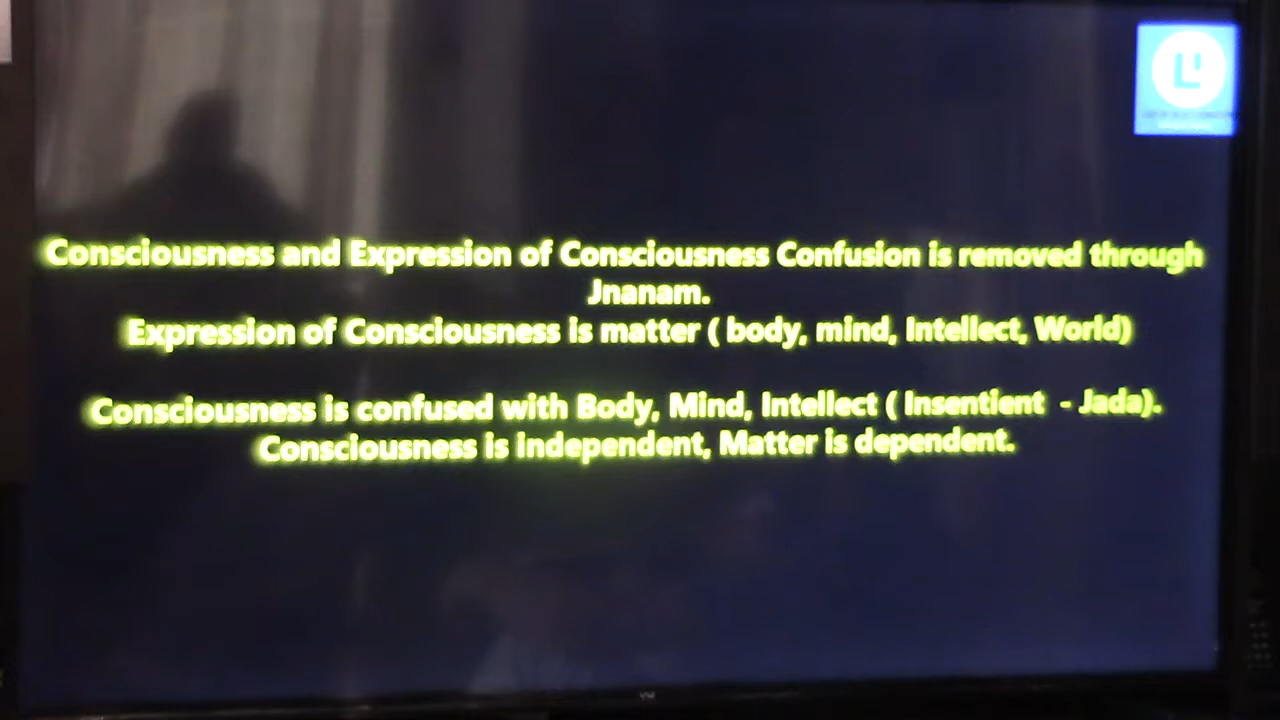 Consciousness and Expression of Consciousness Confusion is removed through
Jnanam.
Expression of Consciousness is matter ( body, mind, Intellect, World)
Consciousness is confused with Body, Mind, Intellect ( Insentient - Jada).
Consciousness is independent, Matter is dependent.